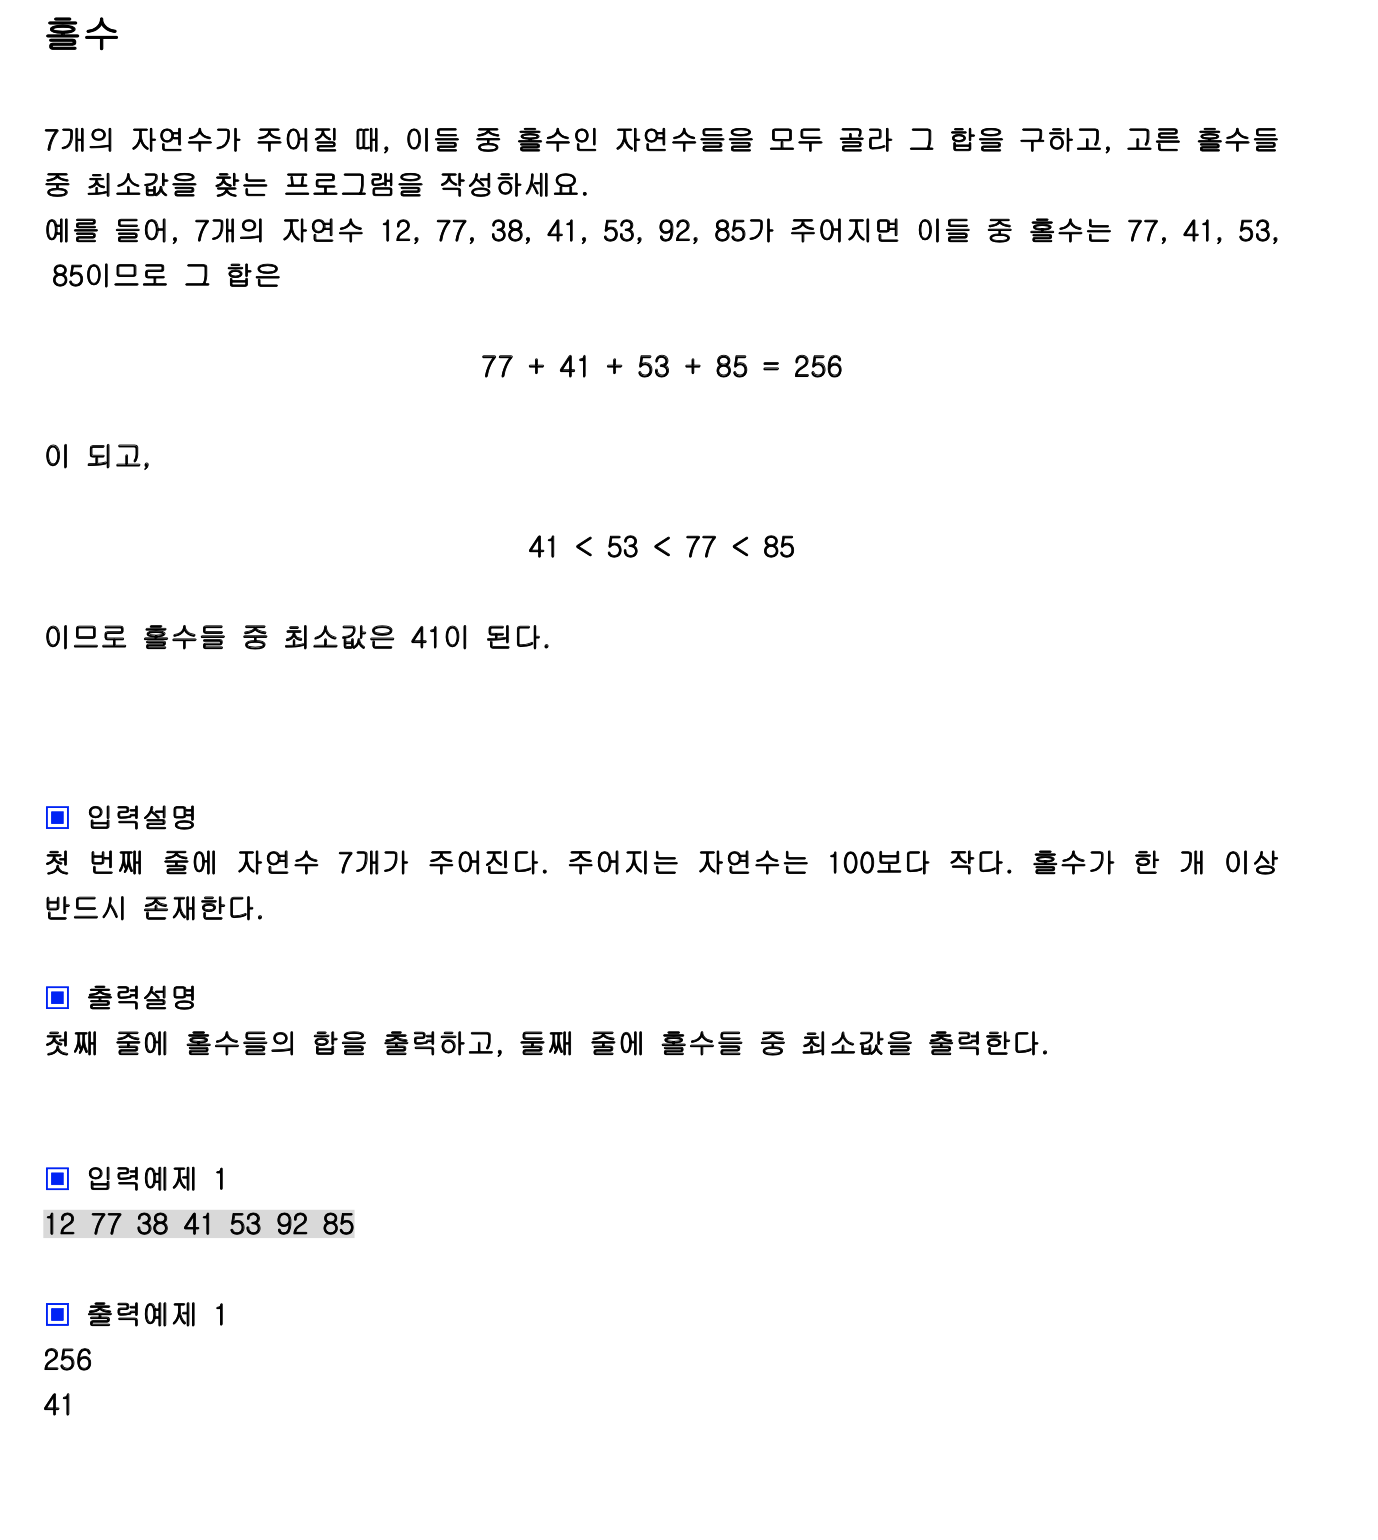 홀수
7개의 자연수가 주어질 때, 이들 중 홀수인 자연수들을 모두 골라 그 합을 구하고, 고른 홀수들
중 최소값을 찾는 프로그램을 작성하세요.
예를 들어, 7개의 자연수 12, 77, 38, 41, 53, 92, 85가 주어지면 이들 중 홀수는 77, 41, 53,
85이므로 그 합은
77 + 41 + 53 + 85 = 256
이 되고,
41 < 53 < 77 < 85
이므로 홀수들 중 최소값은 41이 된다.
▣ 입력설명
첫 번째 줄에 자연수 7개가 주어진다. 주어지는 자연수는 100보다 작다. 홀수가 한 개 이상
반드시 존재한다.
▣ 출력설명
첫째 줄에 홀수들의 합을 출력하고, 둘째 줄에 홀수들 중 최소값을 출력한다.
▣ 입력예제 1
12 77 38 41 53 92 85
▣ 출력예제 1
256
41